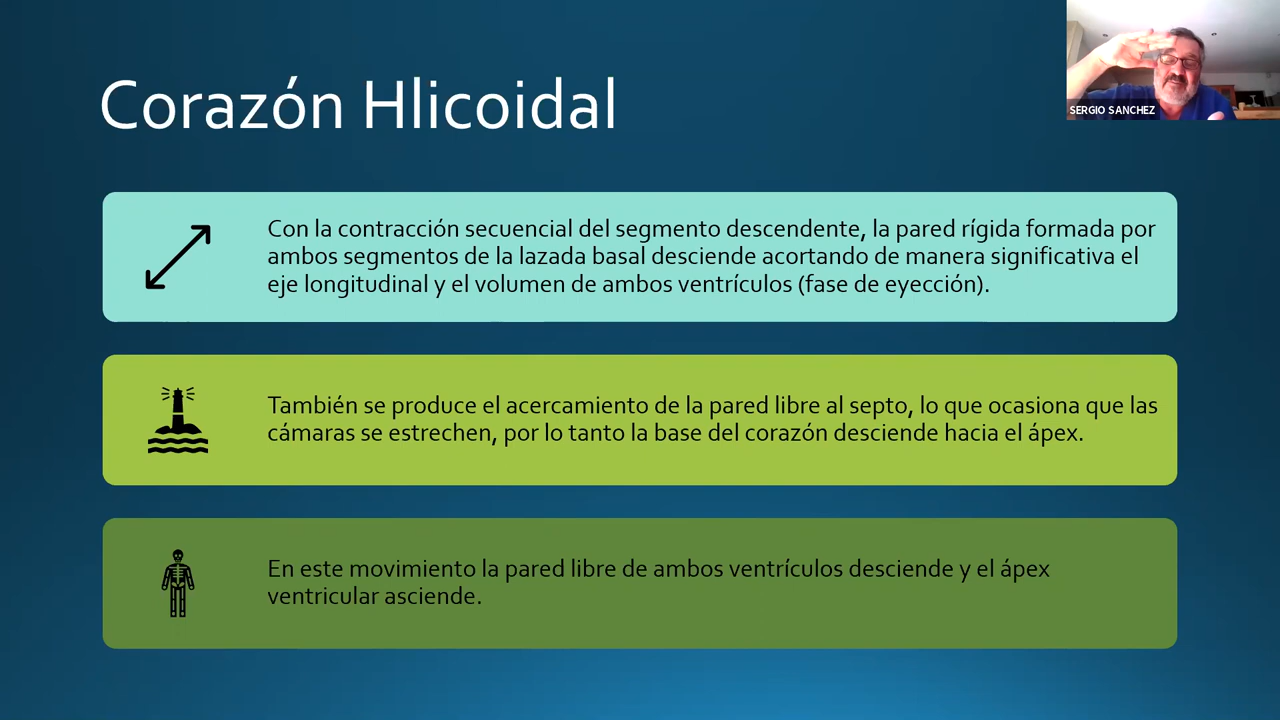 Corazón Hlicoidal
SERGIO SANCHEZ
Con la contracción secuencial del segmento descendente, la pared rígida formada por
ambos segmentos de la lazada basal desciende acortando de manera significativa el
eje longitudinal y el volumen de ambos ventrículos (fase de eyección).
También se produce el acercamiento de la pared libre al septo, lo que ocasiona que las
cámaras se estrechen, por lo tanto la base del corazón desciende hacia el ápex.
En este movimiento la pared libre de ambos ventrículos desciende y el ápex
ventricular asciende.